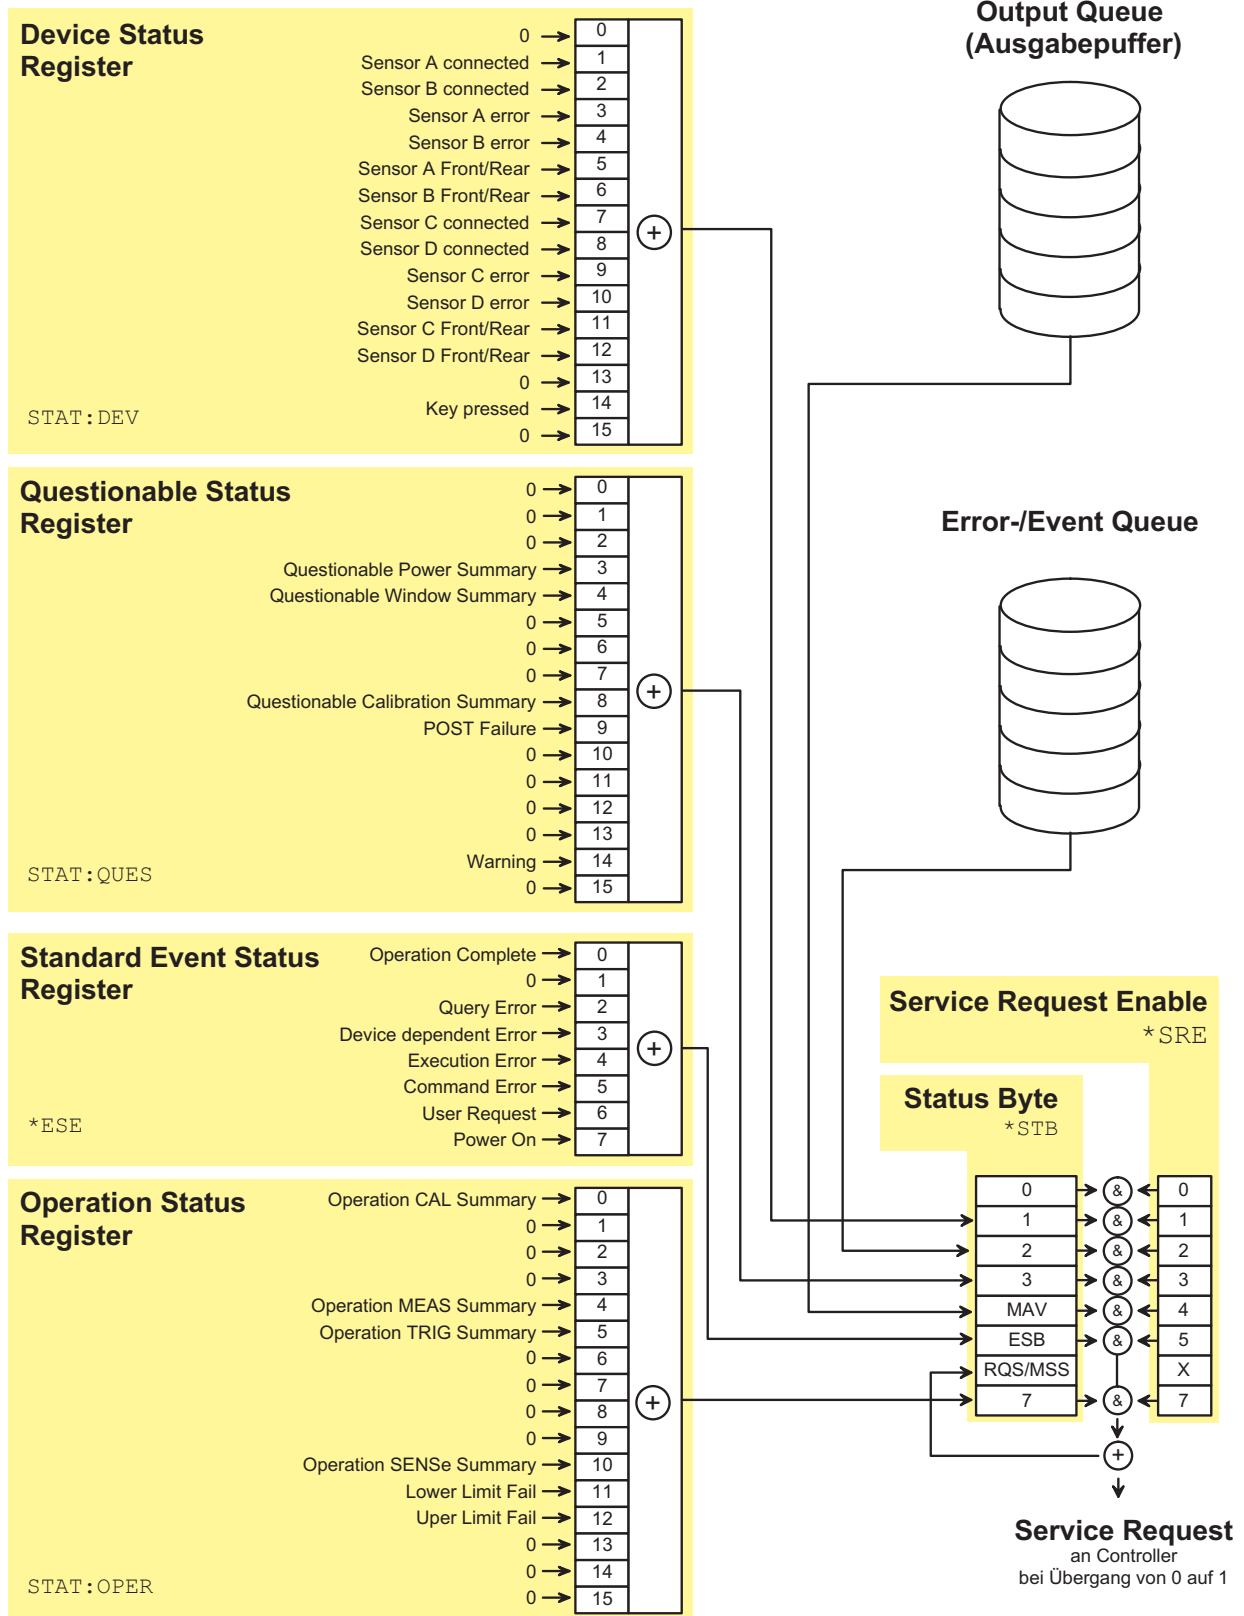 Device Status
Register
0 0
Sensor A connected 1
Sensor B connected 2
Sensor A error 3
Sensor B error 4
Sensor A Front/Rear 5
Sensor B Front/Rear 6
Sensor C connected 7
Sensor D connected 8
Sensor C error 9
Sensor D error 10
Sensor C Front/Rear 11
Sensor D Front/Rear 12
0 13
Key pressed 14
0 15
+
STAT:DEV
Output Queue
(Ausgabepuffer)
Questionable Status
Register
0 0
0 1
0 2
Questionable Power Summary 3
Questionable Window Summary 4
0 5
0 6
0 7
Questionable Calibration Summary 8
POST Failure 9
0 10
0 11
0 12
0 13
Warning 14
0 15
+
STAT:QUES
Error-/Event Queue
Standard Event Status
Register
Operation Complete 0
0 1
Query Error 2
Device dependent Error 3
Execution Error 4
Command Error 5
User Request 6
Power On 7
+
*ESE
Operation Status
Register
Operation CAL Summary 0
0 1
0 2
0 3
Operation MEAS Summary 4
Operation TRIG Summary 5
0 6
0 7
0 8
0 9
Operation SENSe Summary 10
Lower Limit Fail 11
Uper Limit Fail 12
0 13
0 14
0 15
+
STAT:OPER
Service Request Enable
*SRE
Status Byte
*STB
0 & 0
1 & 1
2 & 2
3 & 3
MAV & 4
ESB & 5
RQS/MSS X
7 & 7
+
Service Request
an Controller
bei Übergang von 0 auf 1